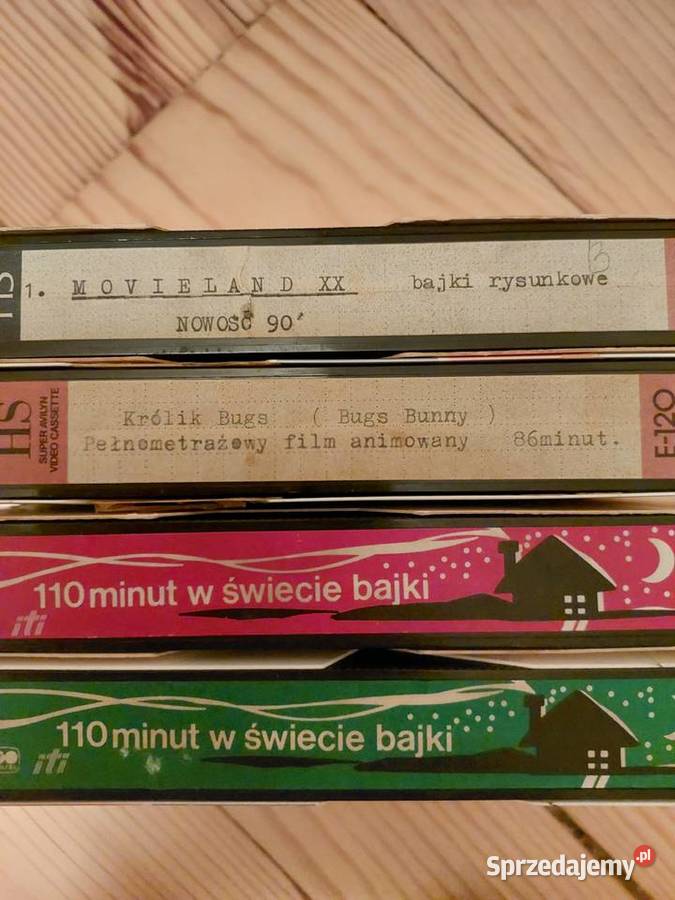 1. MOVIELAND XX bajki rysunkowe
NOWOŚĆ 90'
HS
SUPER AVILYN
VIDEO CASSETTE
Królik Bugs ( Bugs Bunny )
Pełnometrażowy film animowany 86minut.
E-120
110 minut w świecie bajki
iti
110 minut w świecie bajki
iti
Sprzedajemy.pl